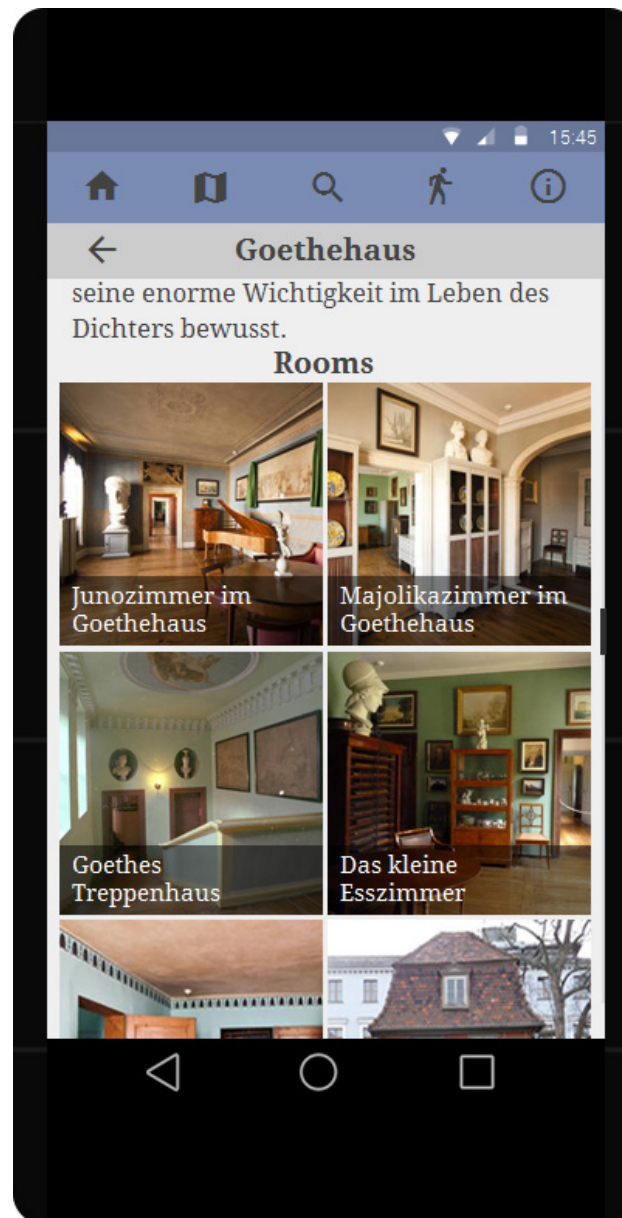 15:45
Goethehaus
seine enorme Wichtigkeit im Leben des
Dichters bewusst.
Rooms
Junozimmer im
Goethehaus
Majolikazimmer im
Goethehaus
Goethes
Treppenhaus
Das kleine
Esszimmer